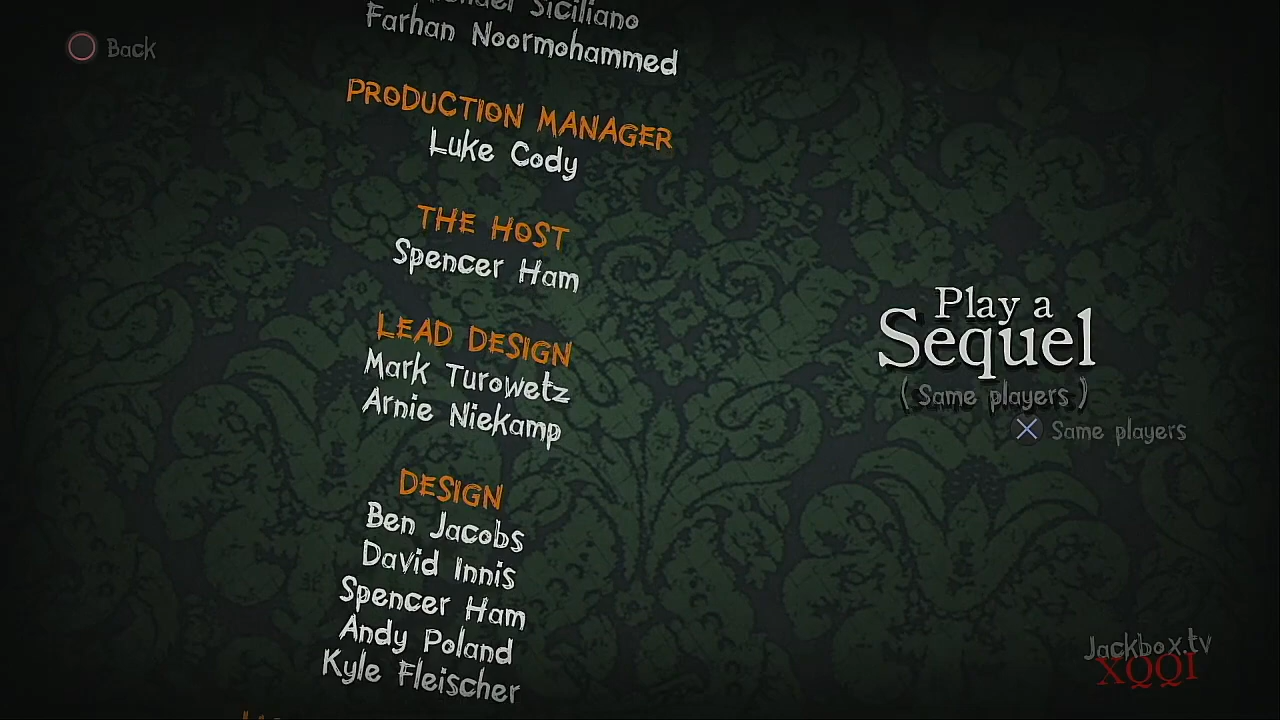 Back
Siciliano
Farhan Noormohammed
PRODUCTION MANAGER
Luke Cody
THE HOST
Spencer Ham
LEAD DESIGN
Mark Turowetz
Arnie Niekamp
DESIGN
Ben Jacobs
David Innis
Spencer Ham
Andy Poland
Kyle Fleischer
Play a
Sequel
( Same players )
Same players
Jackbox.tv
XQQI